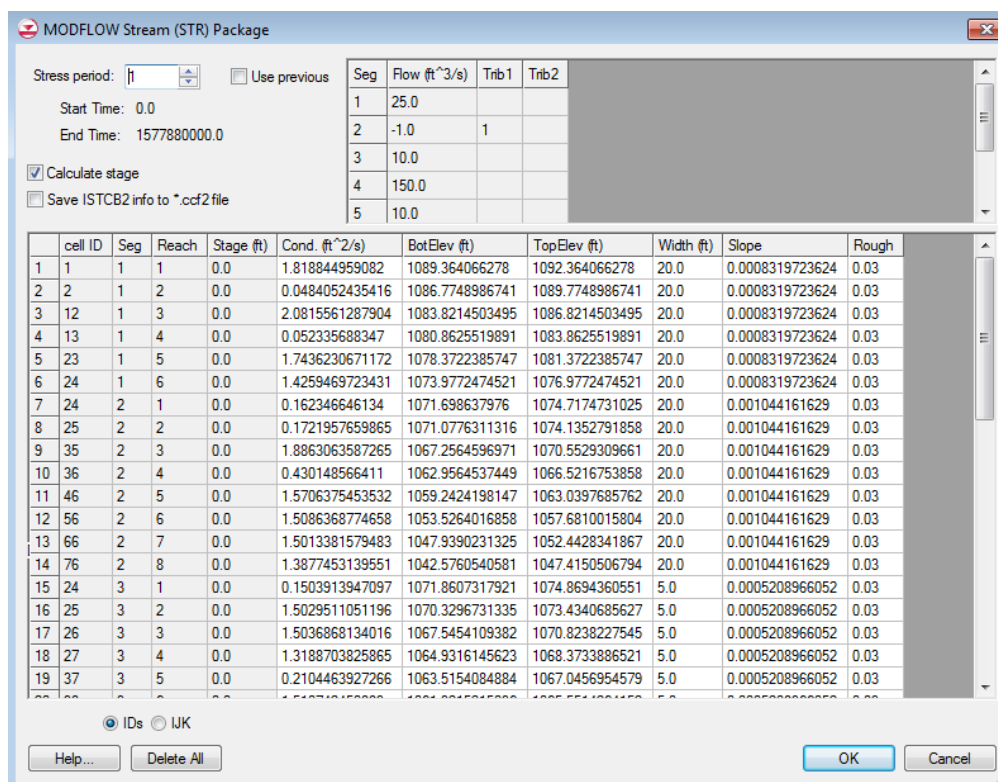 MODFLOW Stream (STR) Package
Stress period: 1 Use previous
Start Time: 0.0
End Time: 1577880000.0
Calculate stage
Save ISTCB2 info to *.ccf2 file
Seg Flow (ft^3/s) Trib1 Trib2
1 25.0
2 -1.0 1
3 10.0
4 150.0
5 10.0
cell ID Seg Reach Stage (ft) Cond. (ft^2/s) BotElev (ft) TopElev (ft) Width (ft) Slope Rough
1 1 1 1 0.0 1.818844959082 1089.364066278 1092.364066278 20.0 0.0008319723624 0.03
2 2 1 2 0.0 0.0484052435416 1086.7748986741 1089.7748986741 20.0 0.0008319723624 0.03
3 12 1 3 0.0 2.0815561287904 1083.8214503495 1086.8214503495 20.0 0.0008319723624 0.03
4 13 1 4 0.0 0.052335688347 1080.8625519891 1083.8625519891 20.0 0.0008319723624 0.03
5 23 1 5 0.0 1.7436230671172 1078.3722385747 1081.3722385747 20.0 0.0008319723624 0.03
6 24 1 6 0.0 1.4259469723431 1073.9772474521 1076.9772474521 20.0 0.0008319723624 0.03
7 24 2 1 0.0 0.162346646134 1071.698637976 1074.7174731025 20.0 0.001044161629 0.03
8 25 2 2 0.0 0.1721957659865 1071.0776311316 1074.1352791858 20.0 0.001044161629 0.03
9 35 2 3 0.0 1.8863063587265 1067.2564596971 1070.5529309661 20.0 0.001044161629 0.03
10 36 2 4 0.0 0.430148566411 1062.9564537449 1066.5216753858 20.0 0.001044161629 0.03
11 46 2 5 0.0 1.5706375453532 1059.2424198147 1063.0397685762 20.0 0.001044161629 0.03
12 56 2 6 0.0 1.5086368774658 1053.5264016858 1057.6810015804 20.0 0.001044161629 0.03
13 66 2 7 0.0 1.5013381579483 1047.9390231325 1052.4428341867 20.0 0.001044161629 0.03
14 76 2 8 0.0 1.3877453139551 1042.5760540581 1047.4150506794 20.0 0.001044161629 0.03
15 24 3 1 0.0 0.1503913947097 1071.8607317921 1074.8694360551 5.0 0.0005208966052 0.03
16 25 3 2 0.0 1.5029511051196 1070.3296731335 1073.4340685627 5.0 0.0005208966052 0.03
17 26 3 3 0.0 1.5036868134016 1067.5454109382 1070.8238227545 5.0 0.0005208966052 0.03
18 27 3 4 0.0 1.3188703825865 1064.9316145623 1068.3733886521 5.0 0.0005208966052 0.03
19 37 3 5 0.0 0.2104463927266 1063.5154084884 1067.0456954579 5.0 0.0005208966052 0.03
IDs IJK
Help... Delete All OK Cancel